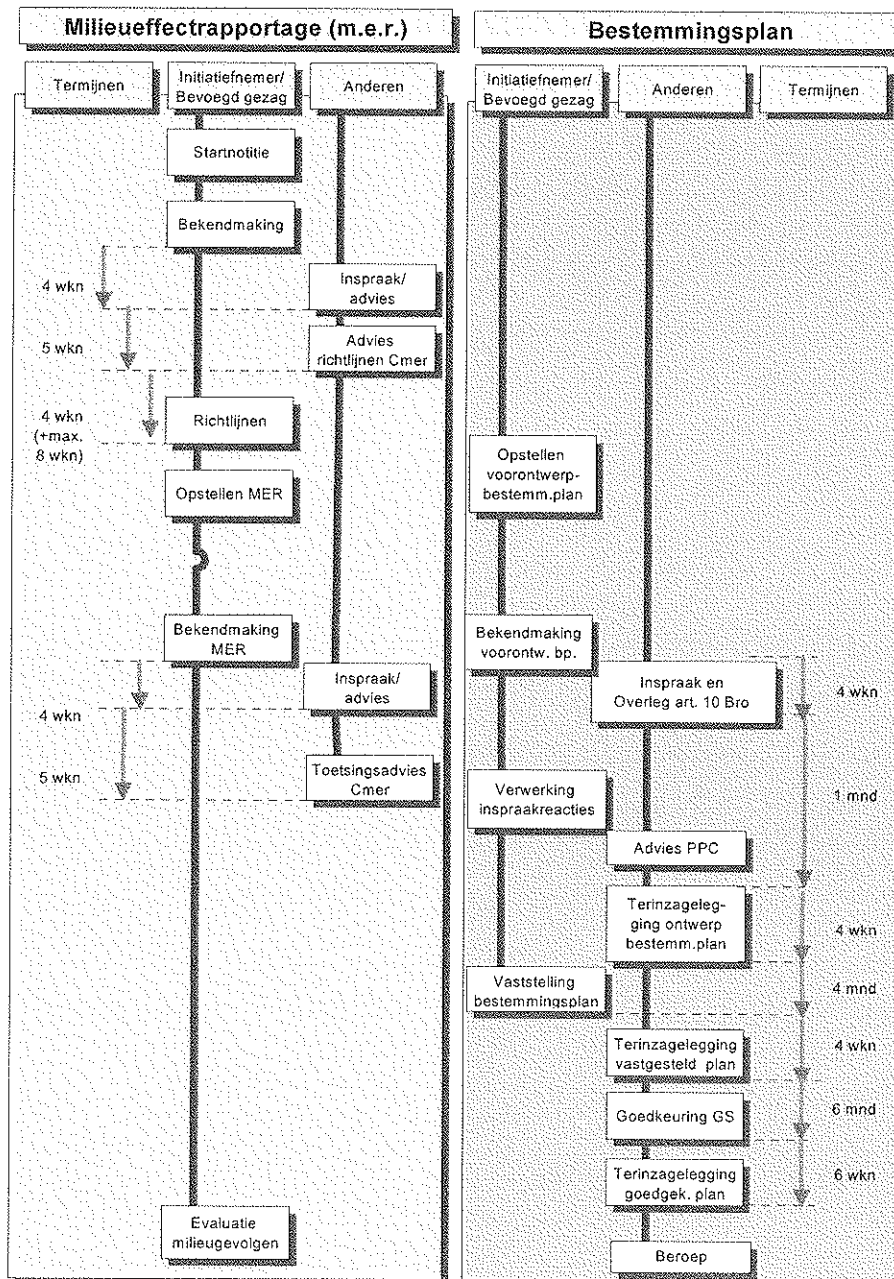 Milieueffectrapportage (m.e.r.)
Termijnen
Initiatiefnemer/
Bevoegd gezag
Anderen
Startnotitie
Bekendmaking
4 wkn
Inspraak/
advies
5 wkn
Advies
richtlijnen Cmer
4 wkn
(+max.
8 wkn)
Richtlijnen
Opstellen MER
Bekendmaking
MER
4 wkn
Inspraak/
advies
5 wkn
Toetsingsadvies
Cmer
Evaluatie
milieugevolgen
Bestemmingsplan
Initiatiefnemer/
Bevoegd gezag
Anderen
Termijnen
Opstellen
voorontwerp-
bestemm.plan
Bekendmaking
voorontw. bp.
Inspraak en
Overleg art. 10 Bro
4 wkn
Verwerking
inspraakreacties
1 mnd
Advies PPC
Terinzageleg-
ging ontwerp
bestemm.plan
4 wkn
Vaststelling
bestemmingsplan
4 mnd
Terinzagelegging
vastgesteld plan
4 wkn
Goedkeuring GS
6 mnd
Terinzagelegging
goedgek. plan
6 wkn
Beroep